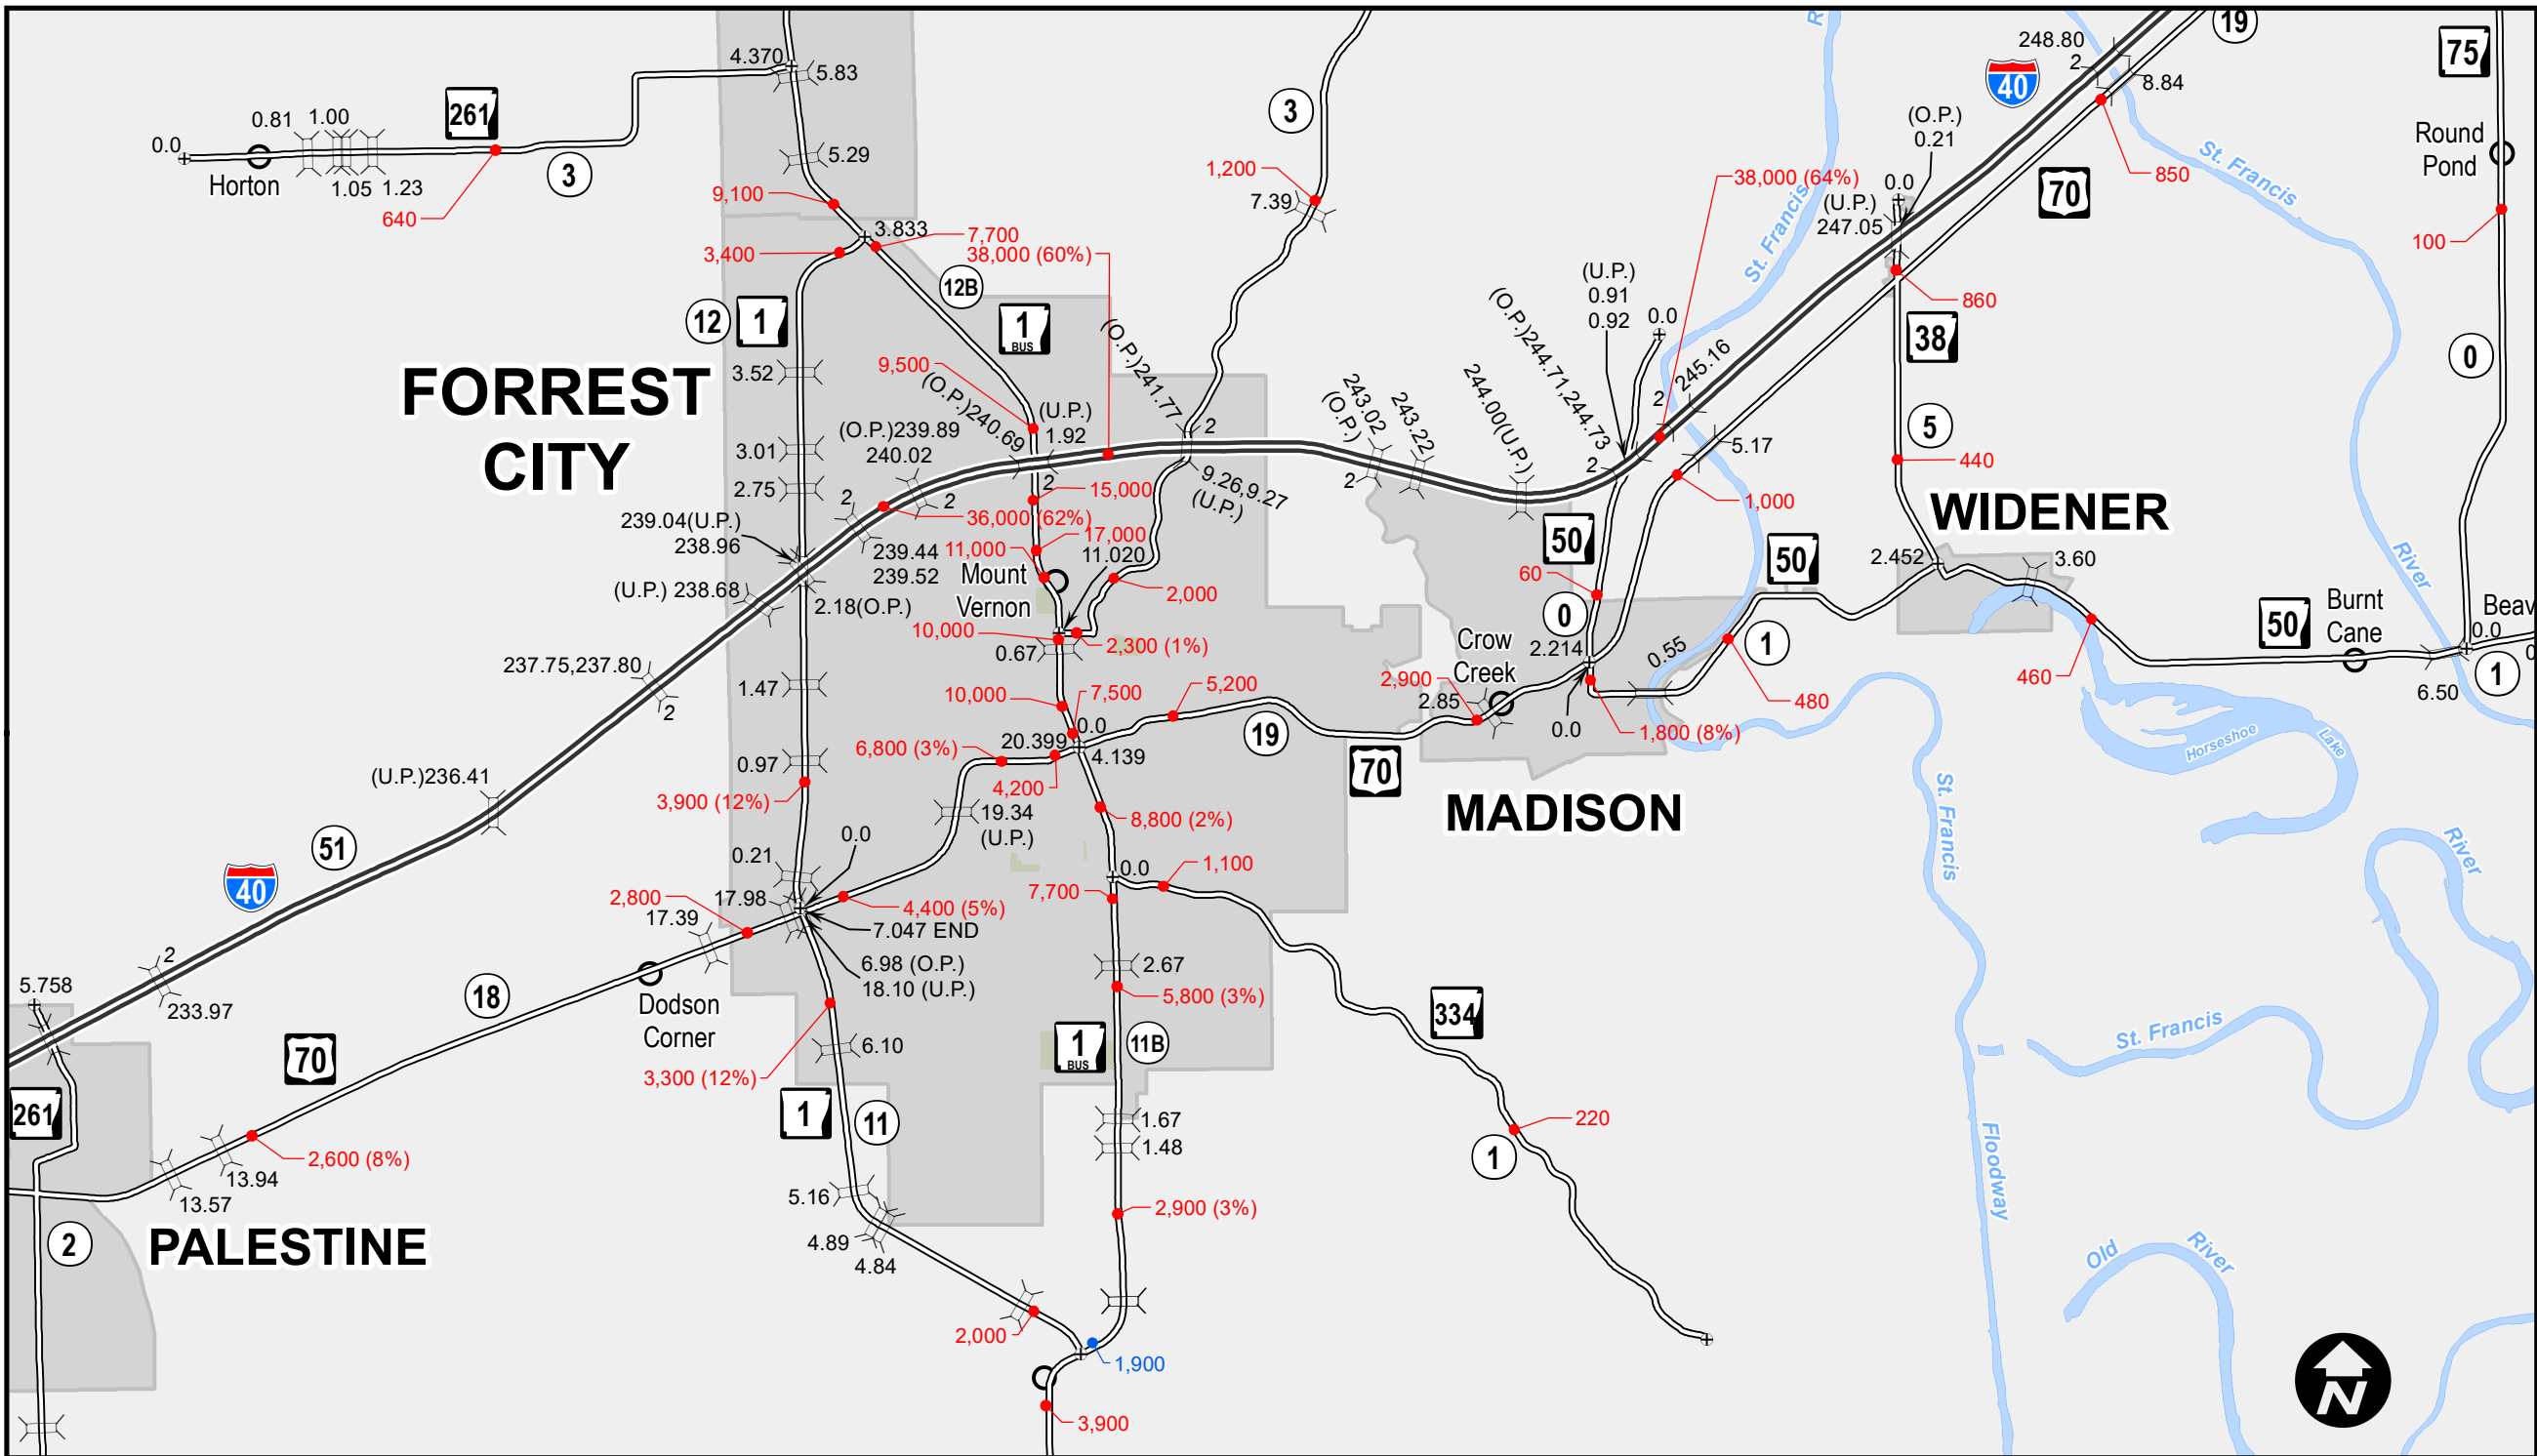 19
248.80
2
75
4.370
5.83
40
8.84
261
0.81
1.00
3
(O.P.)
0.21
Round
Pond
0.0
Horton
1.05
1.23
3
5.29
1,200
38,000 (64%)
850
St. Francis
640
9,100
7.39
0.0
(U.P.)
247.05
70
3.833
7,700
38,000 (60%)
St. Francis
100
3,400
12B
(U.P.)
0.91
0.92
860
12
1
1
BUS
(O.P.)241.77
(O.P.)244.71,244.73
0.0
38
0
FORREST
CITY
3.52
9,500
(O.P.)240.69
(U.P.)
1.92
243.02
(O.P.)
243.22
244.00(U.P.)
2
245.16
5
3.01
(O.P.)239.89
240.02
2
2
5.17
440
2.75
2
2
2
15,000
9.26,9.27
(U.P.)
2
1,000
WIDENER
239.04(U.P.)
238.96
36,000 (62%)
17,000
11,000
11.020
239.44
239.52
50
50
2.452
3.60
River
(U.P.) 238.68
2.18(O.P.)
Mount
Vernon
2,000
60
0
Burnt
Cane
Beav
10,000
0.67
2,300 (1%)
Crow
Creek
2.214
0.55
1
50
0.0
237.75,237.80
2
1.47
10,000
7,500
5,200
2,900
2.85
480
460
6.50
1
0.0
20.399
4.139
19
0.0
1,800 (8%)
Horseshoe
Lake
0.97
6,800 (3%)
4,200
70
(U.P.)236.41
3,900 (12%)
19.34
(U.P.)
8,800 (2%)
MADISON
St. Francis
River
51
0.0
0.21
40
2,800
17.98
17.39
4,400 (5%)
7.047 END
0.0
1,100
7,700
2
233.97
6.98 (O.P.)
18.10 (U.P.)
2.67
5,800 (3%)
5.758
18
Dodson
Corner
334
St. Francis
70
6.10
1
BUS
11B
3,300 (12%)
261
1
11
1.67
1.48
220
1
Floodway
2,600 (8%)
13.94
13.57
5.16
2,900 (3%)
2
PALESTINE
4.89
4.84
Old
River
2,000
1,900
3,900
N